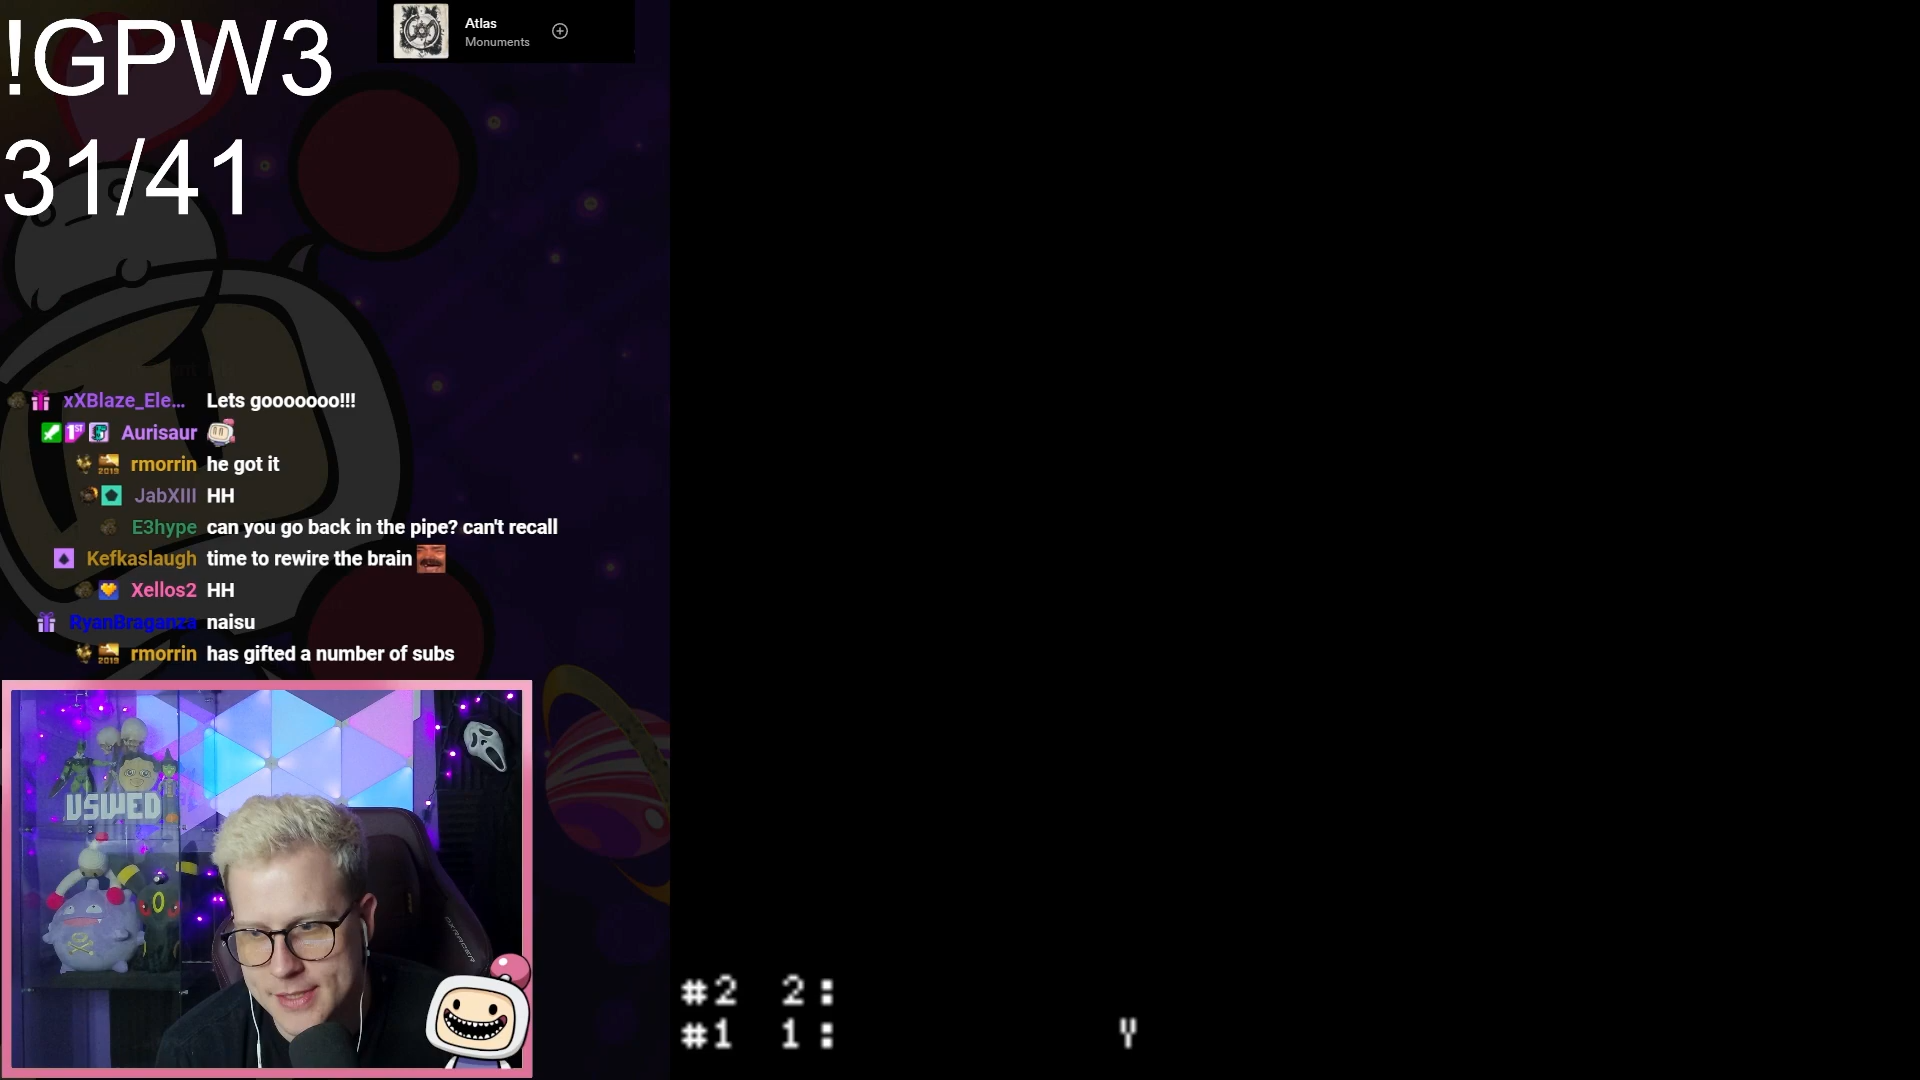 !GPW3
31/41
Atlas
Monuments
xXBlaze_Ele... Lets gooooooo!!!
Aurisaur
rmorrin he got it
JabXIII HH
E3hype can you go back in the pipe? can't recall
Kefkaslaugh time to rewire the brain
Xellos2 HH
RyanBraganza naisu
rmorrin has gifted a number of subs
USWED
#2 2:
#1 1: Y